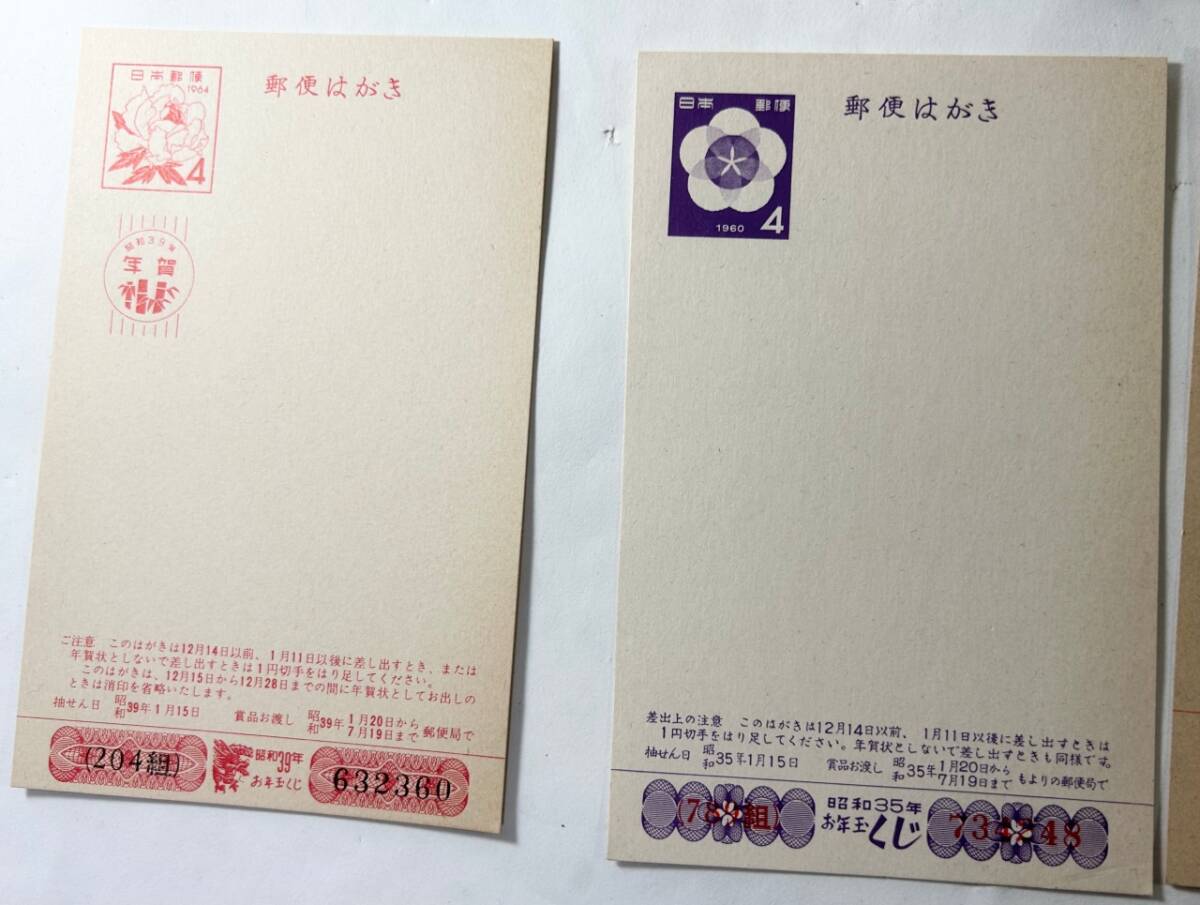 日本郵便
1964
4
郵便はがき
昭和39年
年賀
ご注意 このはがきは12月14日以前、1月11日以後に差し出すとき、または
年賀状としないで差し出すときは1円切手をはり足してください。
このはがきは、12月15日から12月28日までの間に年賀状としてお出しの
ときは消印を省略いたします。
抽せん日 昭和39年1月15日 賞品お渡し 昭和39年 1月20日から 7月19日まで 郵便局で
(204組)
昭和39年
お年玉くじ
632360
日本 郵便
1960 4
郵便はがき
差出上の注意 このはがきは12月14日以前、1月11日以後に差し出すときは
1円切手をはり足してください。年賀状としないで差し出すときも同様です。
抽せん日 昭和35年1月15日 賞品お渡し 昭和35年 1月20日から 7月19日まで もよりの郵便局で
昭和35年
お年玉くじ